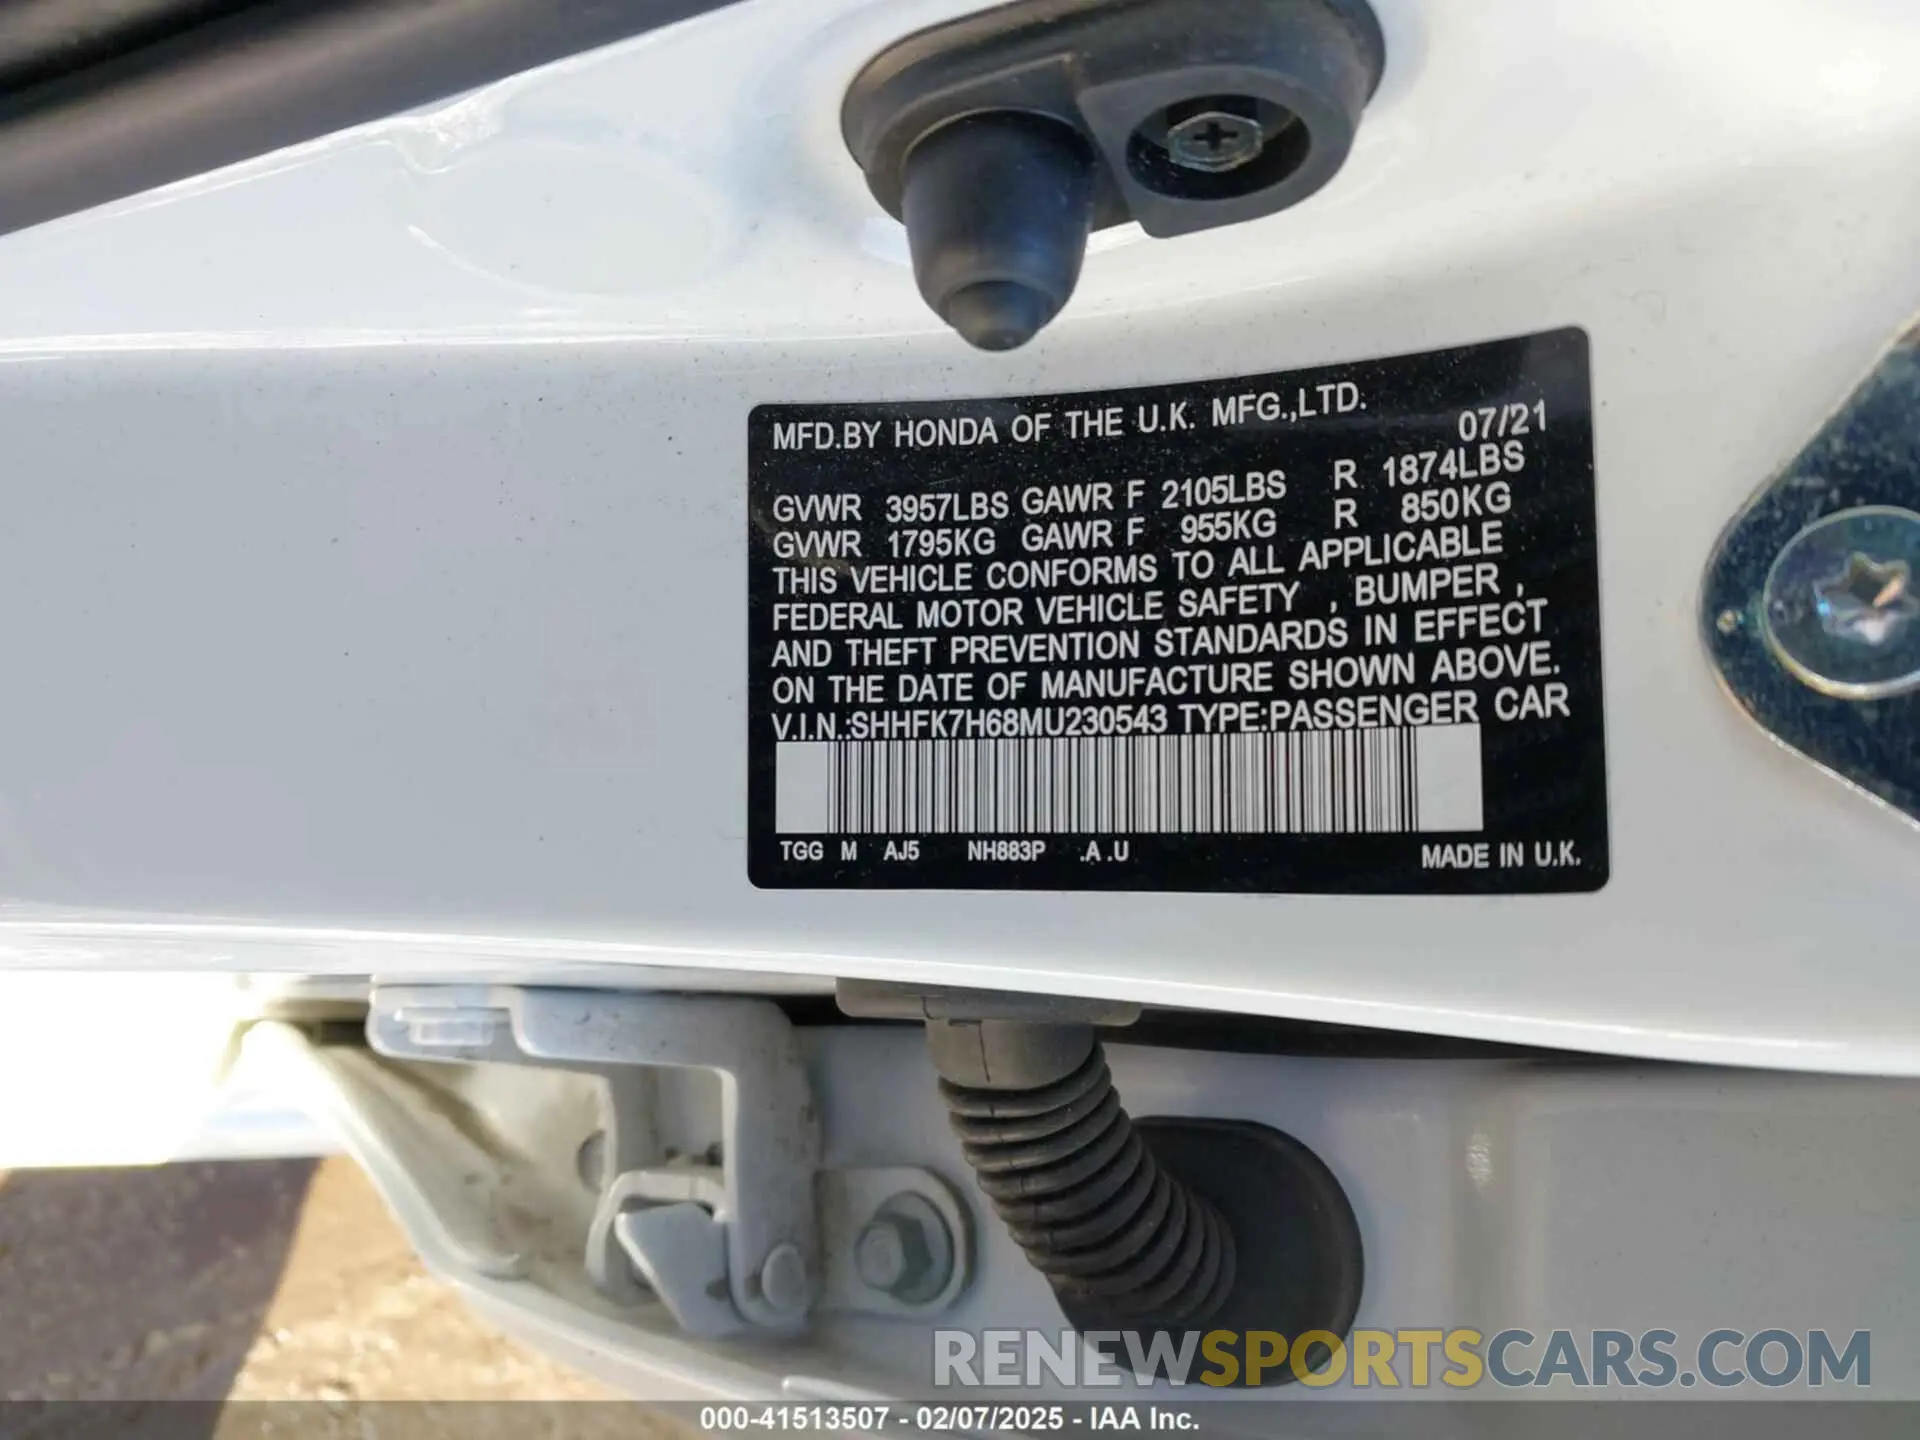 MFD.BY HONDA OF THE U.K. MFG.,LTD.
07/21
GVWR 3957LBS GAWR F 2105LBS R 1874LBS
GVWR 1795KG GAWR F 955KG R 850KG
THIS VEHICLE CONFORMS TO ALL APPLICABLE
FEDERAL MOTOR VEHICLE SAFETY , BUMPER ,
AND THEFT PREVENTION STANDARDS IN EFFECT
ON THE DATE OF MANUFACTURE SHOWN ABOVE.
V.I.N.:SHHFK7H68MU230543 TYPE:PASSENGER CAR
TGG M AJ5 NH883P .A .U MADE IN U.K.
RENEWSPORTSCARS.COM
000-41513507 - 02/07/2025 - IAA Inc.